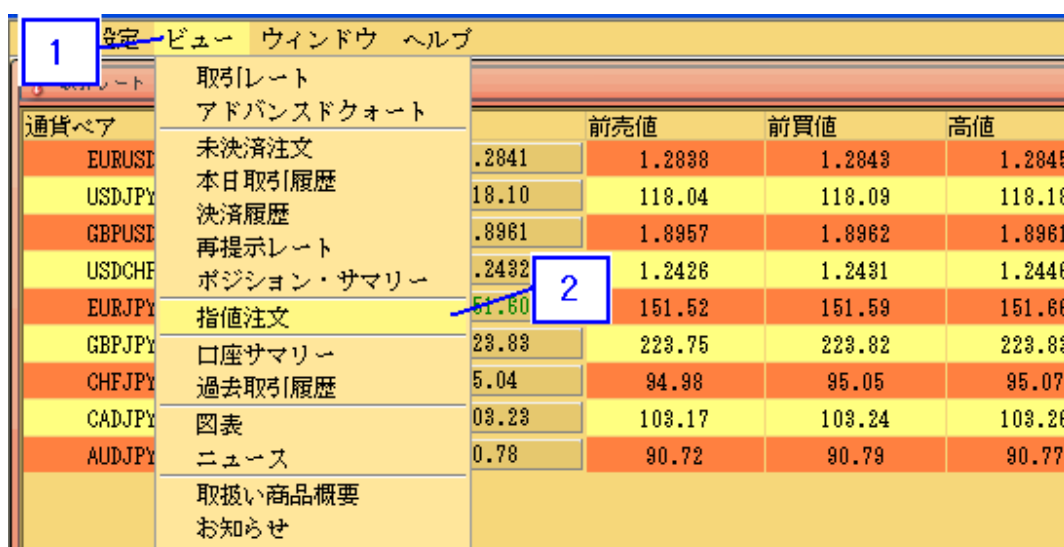 1
設定 ビュー ウィンドウ ヘルプ
取引レート
アドバンスドクォート
未決済注文
本日取引履歴
決済履歴
再提示レート
ポジション・サマリー
指値注文
口座サマリー
過去取引履歴
図表
ニュース
取扱い商品概要
お知らせ
2
通貨ペア 前売値 前買値 高値
EURUSD .2841 1.2838 1.2843 1.2845
USDJPY 18.10 118.04 118.09 118.18
GBPUSD .8961 1.8957 1.8962 1.8961
USDCHF .2432 1.2426 1.2431 1.2446
EURJPY 51.60 151.52 151.59 151.66
GBPJPY 23.83 223.75 223.82 223.83
CHFJPY 5.04 94.98 95.05 95.07
CADJPY 03.23 103.17 103.24 103.26
AUDJPY 0.78 90.72 90.79 90.77